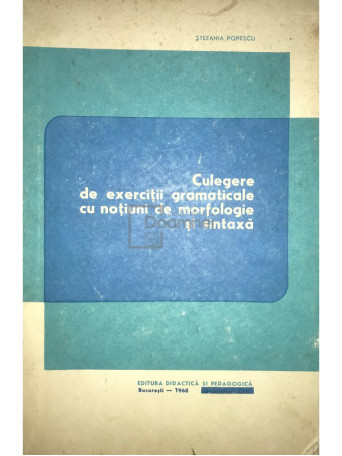 ȘTEFANIA POPESCU
Culegere
de exerciții gramaticale
cu noțiuni de morfologie
și sintaxă
EDITURA DIDACTICĂ ȘI PEDAGOGICĂ
București — 1968